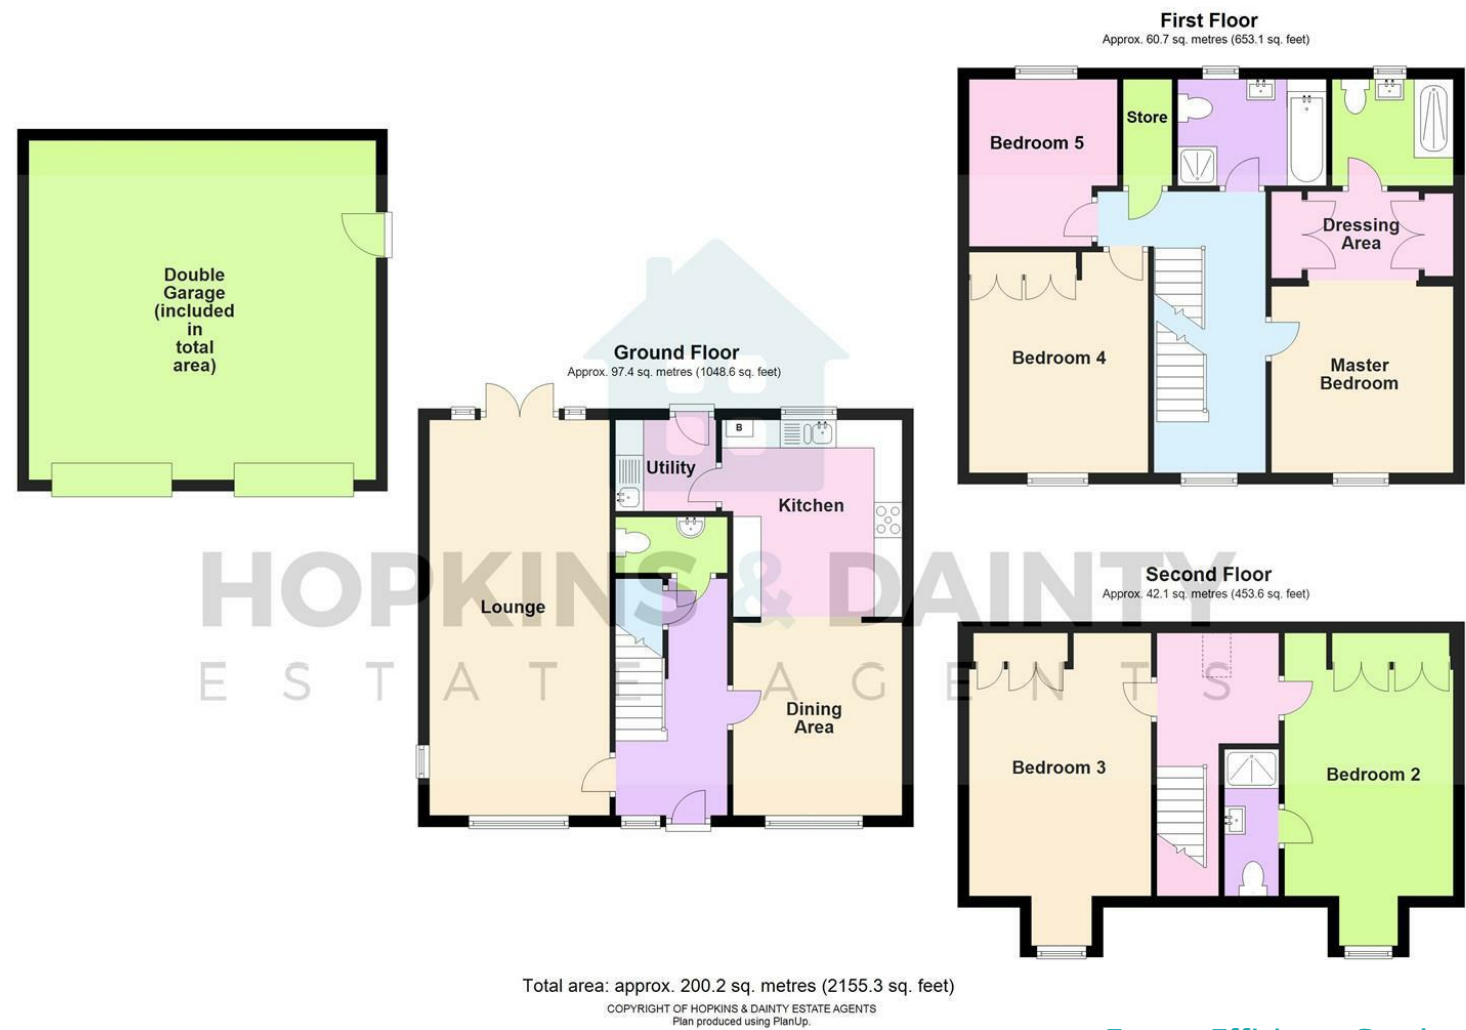 First Floor
Approx. 60.7 sq. metres (653.1 sq. feet)
Bedroom 5
Store
Dressing
Area
Bedroom 4
Master
Bedroom
Double
Garage
(included
in
total
area)
Ground Floor
Approx. 97.4 sq. metres (1048.6 sq. feet)
B
Utility
Kitchen
Lounge
Dining
Area
HOPKINS & DAINTY
ESTATE AGENTS
Second Floor
Approx. 42.1 sq. metres (453.6 sq. feet)
Bedroom 3
Bedroom 2
Total area: approx. 200.2 sq. metres (2155.3 sq. feet)
COPYRIGHT OF HOPKINS & DAINTY ESTATE AGENTS
Plan produced using PlanUp.